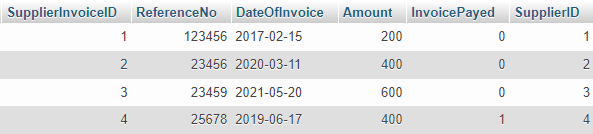 SupplierInvoiceID ReferenceNo DateOfInvoice Amount InvoicePayed SupplierID
1 123456 2017-02-15 200 0 1
2 23456 2020-03-11 400 0 2
3 23459 2021-05-20 600 0 3
4 25678 2019-06-17 400 1 4